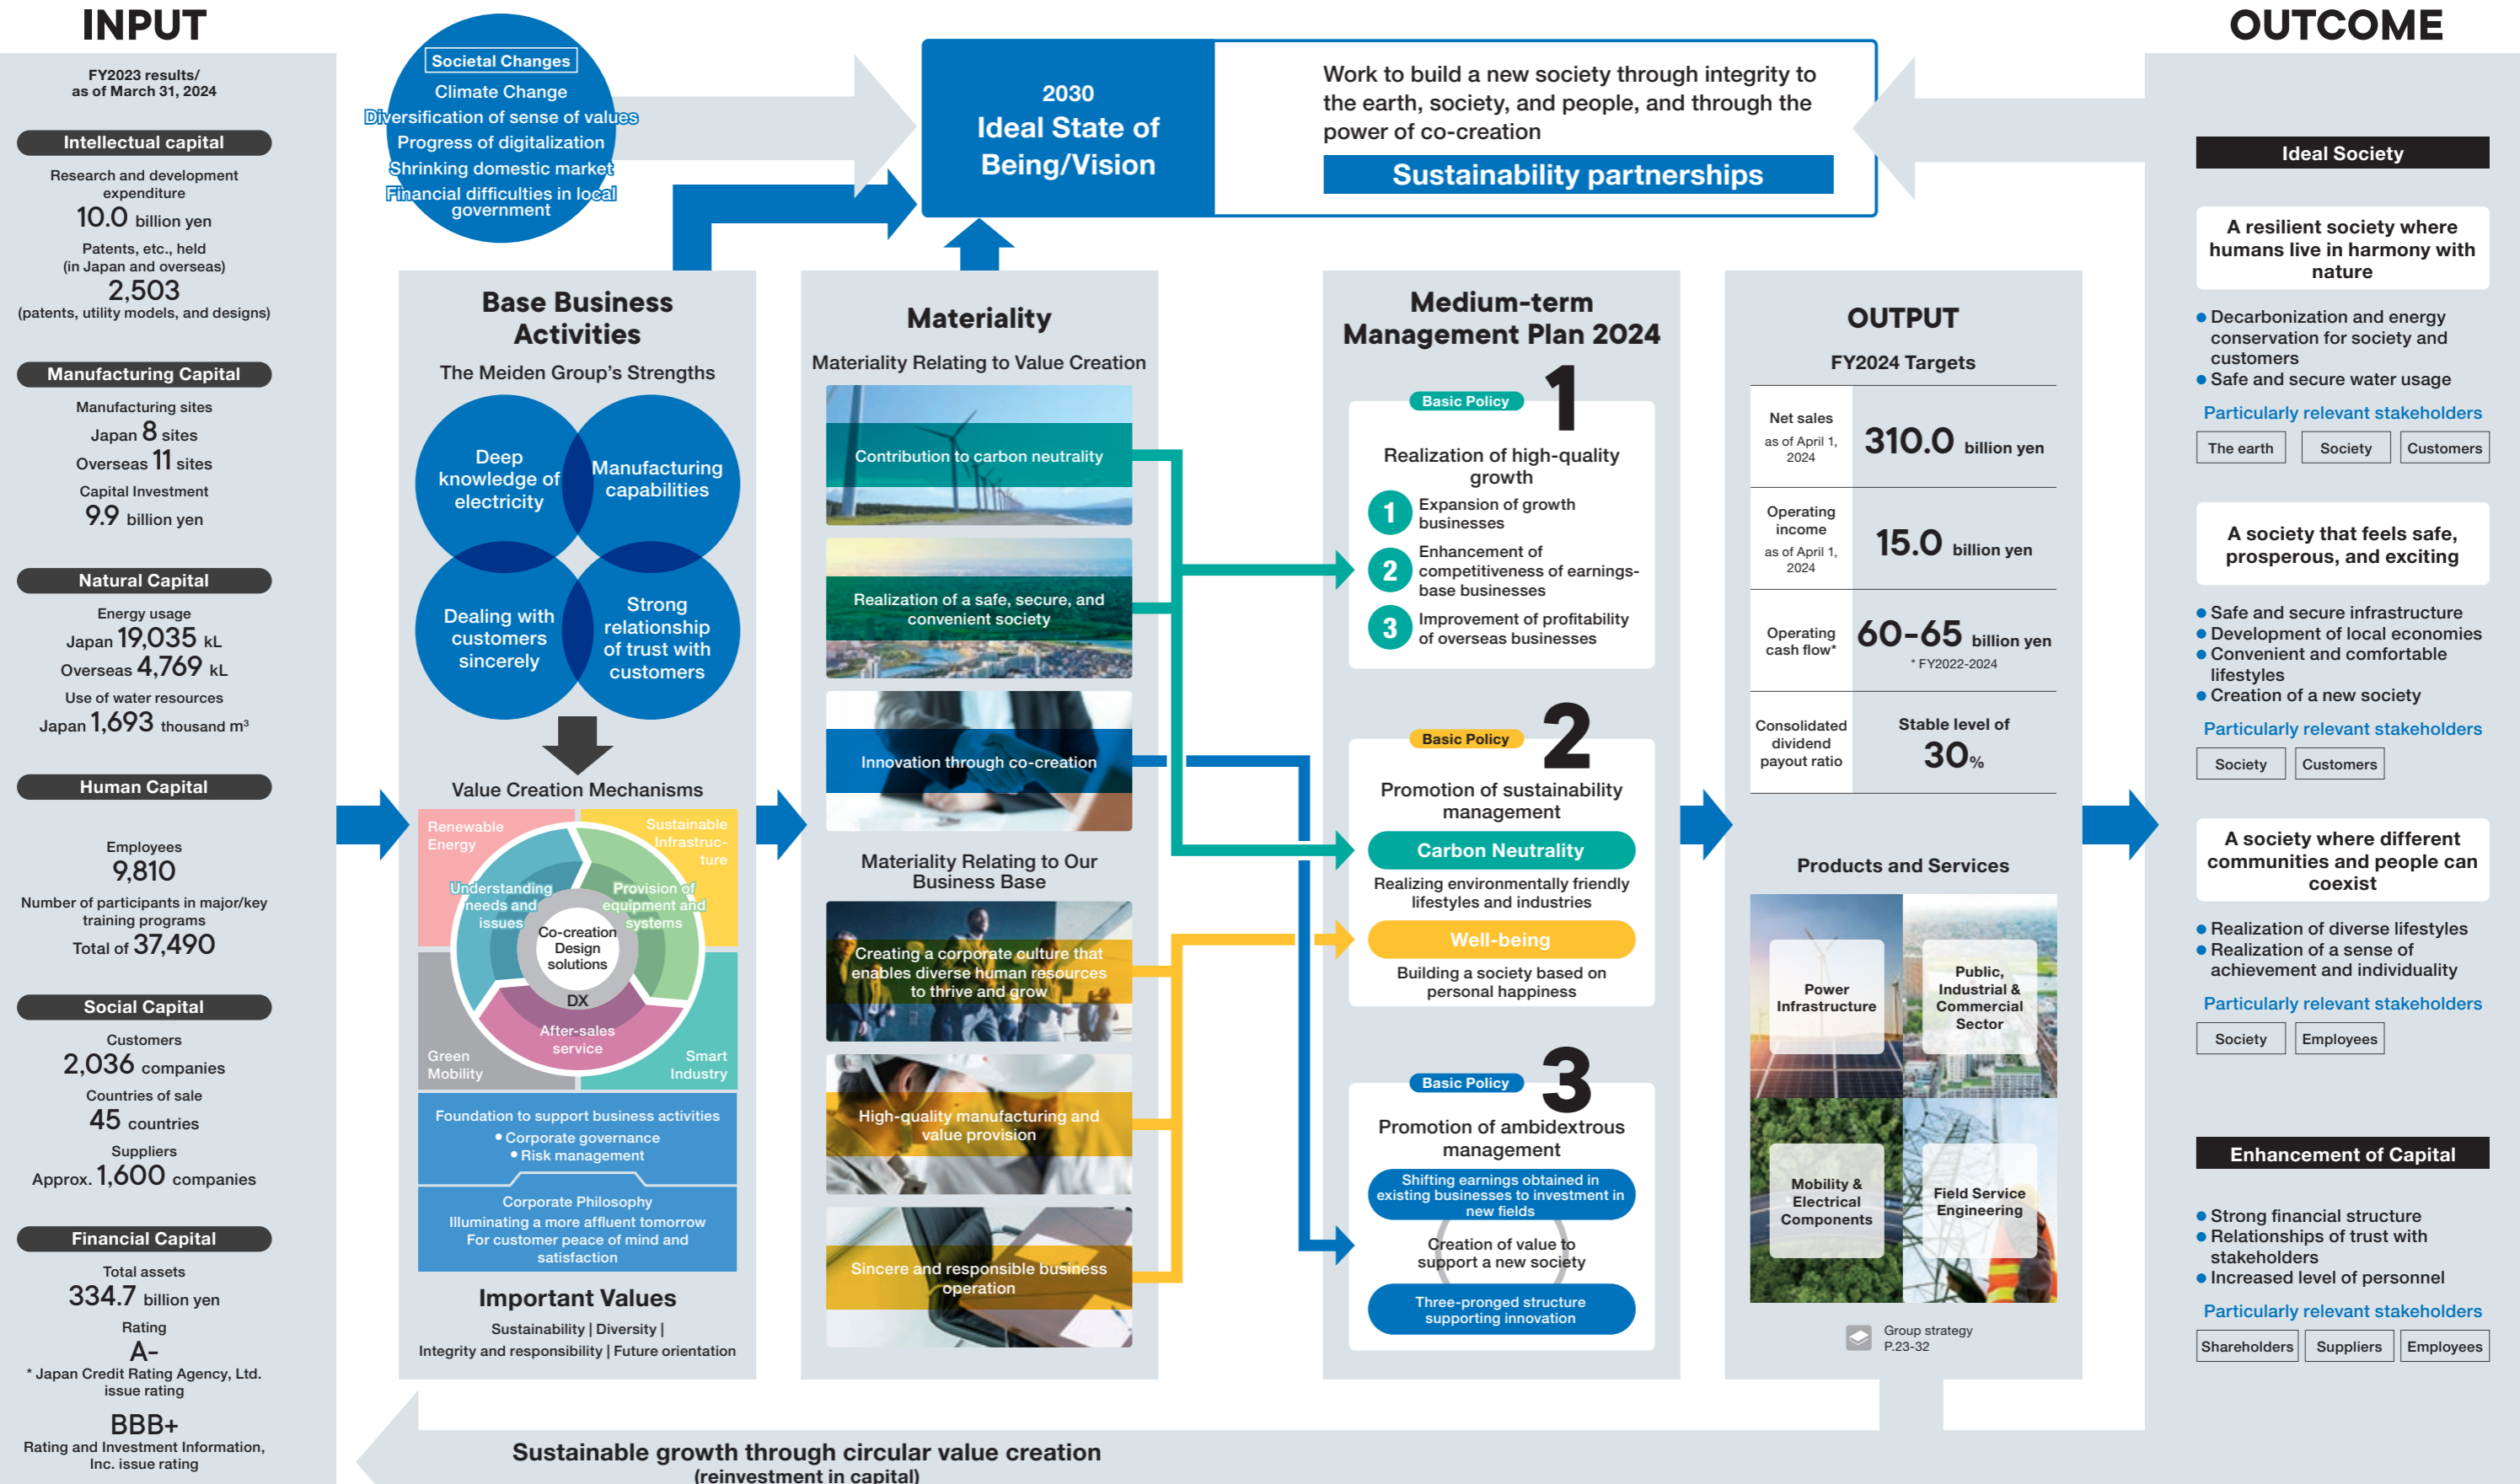 INPUT
FY2023 results/
as of March 31, 2024
Intellectual capital
Research and development
expenditure
10.0 billion yen
Patents, etc., held
(in Japan and overseas)
2,503
(patents, utility models, and designs)
Manufacturing Capital
Manufacturing sites
Japan 8 sites
Overseas 11 sites
Capital Investment
9.9 billion yen
Natural Capital
Energy usage
Japan 19,035 kL
Overseas 4,769 kL
Use of water resources
Japan 1,693 thousand m³
Human Capital
Employees
9,810
Number of participants in major/key
training programs
Total of 37,490
Social Capital
Customers
2,036 companies
Countries of sale
45 countries
Suppliers
Approx. 1,600 companies
Financial Capital
Total assets
334.7 billion yen
Rating
A-
* Japan Credit Rating Agency, Ltd.
issue rating
BBB+
Rating and Investment Information,
Inc. issue rating
Societal Changes
Climate Change
Diversification of sense of values
Progress of digitalization
Shrinking domestic market
Financial difficulties in local
government
2030
Ideal State of
Being/Vision
Work to build a new society through integrity to
the earth, society, and people, and through the
power of co-creation
Sustainability partnerships
Base Business
Activities
The Meiden Group's Strengths
Deep
knowledge of
electricity
Manufacturing
capabilities
Dealing with
customers
sincerely
Strong
relationship
of trust with
customers
Value Creation Mechanisms
Renewable
Energy
Sustainable
Infrastruc-
ture
Understanding
needs and
issues
Provision of
equipment and
systems
Co-creation
Design
solutions
DX
After-sales
service
Green
Mobility
Smart
Industry
Foundation to support business activities
• Corporate governance
• Risk management
Corporate Philosophy
Illuminating a more affluent tomorrow
For customer peace of mind and
satisfaction
Important Values
Sustainability | Diversity |
Integrity and responsibility | Future orientation
Materiality
Materiality Relating to Value Creation
Contribution to carbon neutrality
Realization of a safe, secure, and
convenient society
Innovation through co-creation
Materiality Relating to Our
Business Base
Creating a corporate culture that
enables diverse human resources
to thrive and grow
High-quality manufacturing and
value provision
Sincere and responsible business
operation
Medium-term
Management Plan 2024
Basic Policy 1
Realization of high-quality
growth
1 Expansion of growth
businesses
2 Enhancement of
competitiveness of earnings-
base businesses
3 Improvement of profitability
of overseas businesses
Basic Policy 2
Promotion of sustainability
management
Carbon Neutrality
Realizing environmentally friendly
lifestyles and industries
Well-being
Building a society based on
personal happiness
Basic Policy 3
Promotion of ambidextrous
management
Shifting earnings obtained in
existing businesses to investment in
new fields
Creation of value to
support a new society
Three-pronged structure
supporting innovation
OUTPUT
FY2024 Targets
Net sales
as of April 1,
2024
310.0 billion yen
Operating
income
as of April 1,
2024
15.0 billion yen
Operating
cash flow*
60-65 billion yen
* FY2022-2024
Consolidated
dividend
payout ratio
Stable level of
30%
Products and Services
Power
Infrastructure
Public,
Industrial &
Commercial
Sector
Mobility &
Electrical
Components
Field Service
Engineering
Group strategy
P.23-32
OUTCOME
Ideal Society
A resilient society where
humans live in harmony with
nature
• Decarbonization and energy
conservation for society and
customers
• Safe and secure water usage
Particularly relevant stakeholders
The earth Society Customers
A society that feels safe,
prosperous, and exciting
• Safe and secure infrastructure
• Development of local economies
• Convenient and comfortable
lifestyles
• Creation of a new society
Particularly relevant stakeholders
Society Customers
A society where different
communities and people can
coexist
• Realization of diverse lifestyles
• Realization of a sense of
achievement and individuality
Particularly relevant stakeholders
Society Employees
Enhancement of Capital
• Strong financial structure
• Relationships of trust with
stakeholders
• Increased level of personnel
Particularly relevant stakeholders
Shareholders Suppliers Employees
Sustainable growth through circular value creation
(reinvestment in capital)